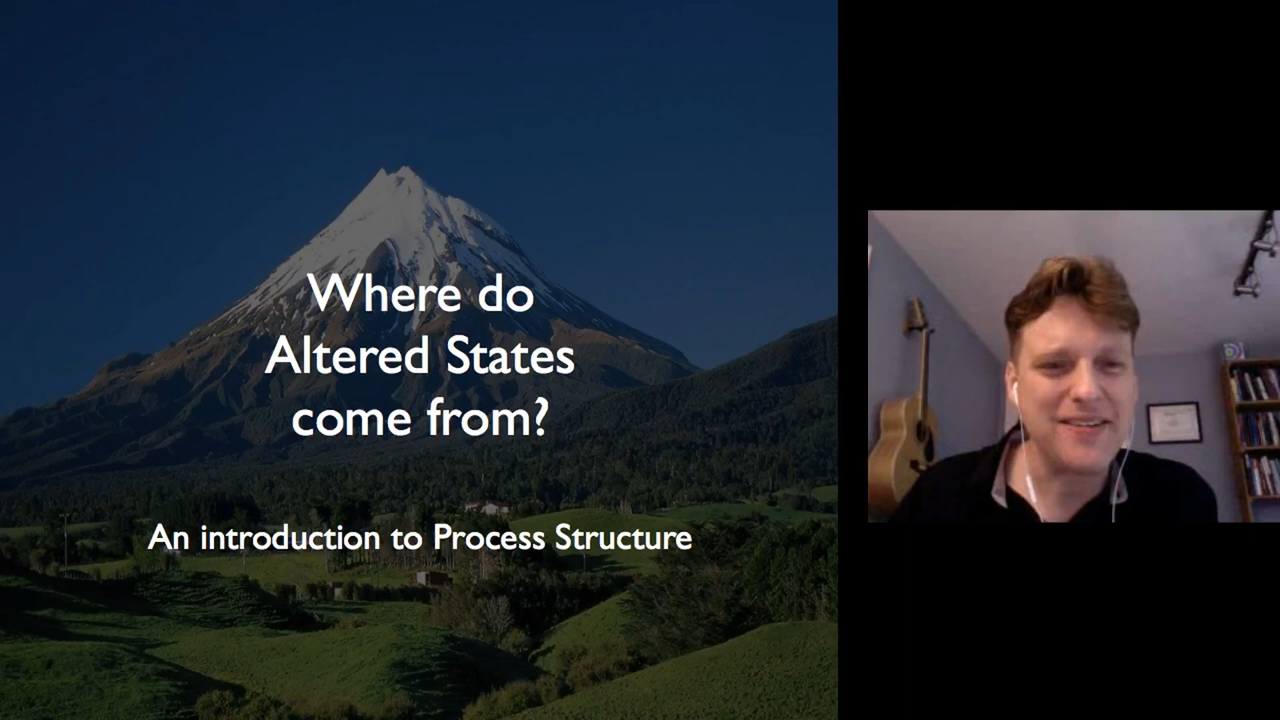 Where do
Altered States
come from?
An introduction to Process Structure